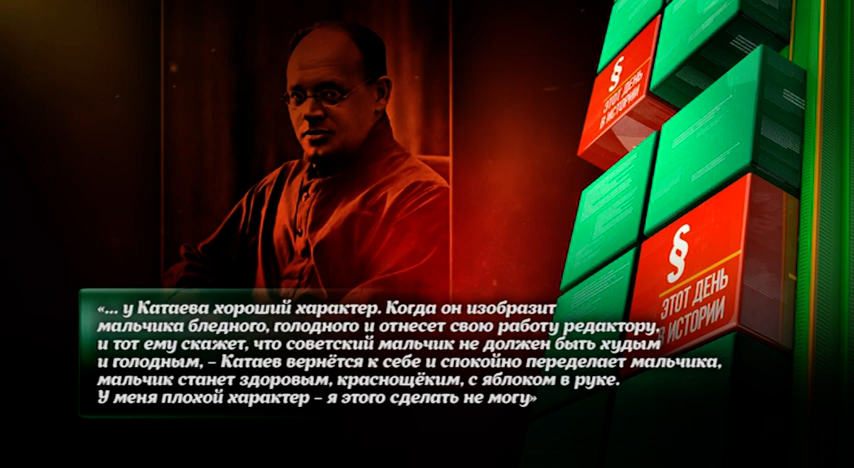 §
ЭТОТ ДЕНЬ
В ИСТОРИИ
§
ЭТОТ ДЕНЬ
В ИСТОРИИ
«... у Катаева хороший характер. Когда он изобразит
мальчика бледного, голодного и отнесет свою работу редактору,
и тот ему скажет, что советский мальчик не должен быть худым
и голодным, – Катаев вернётся к себе и спокойно переделает мальчика,
мальчик станет здоровым, краснощёким, с яблоком в руке.
У меня плохой характер – я этого сделать не могу»